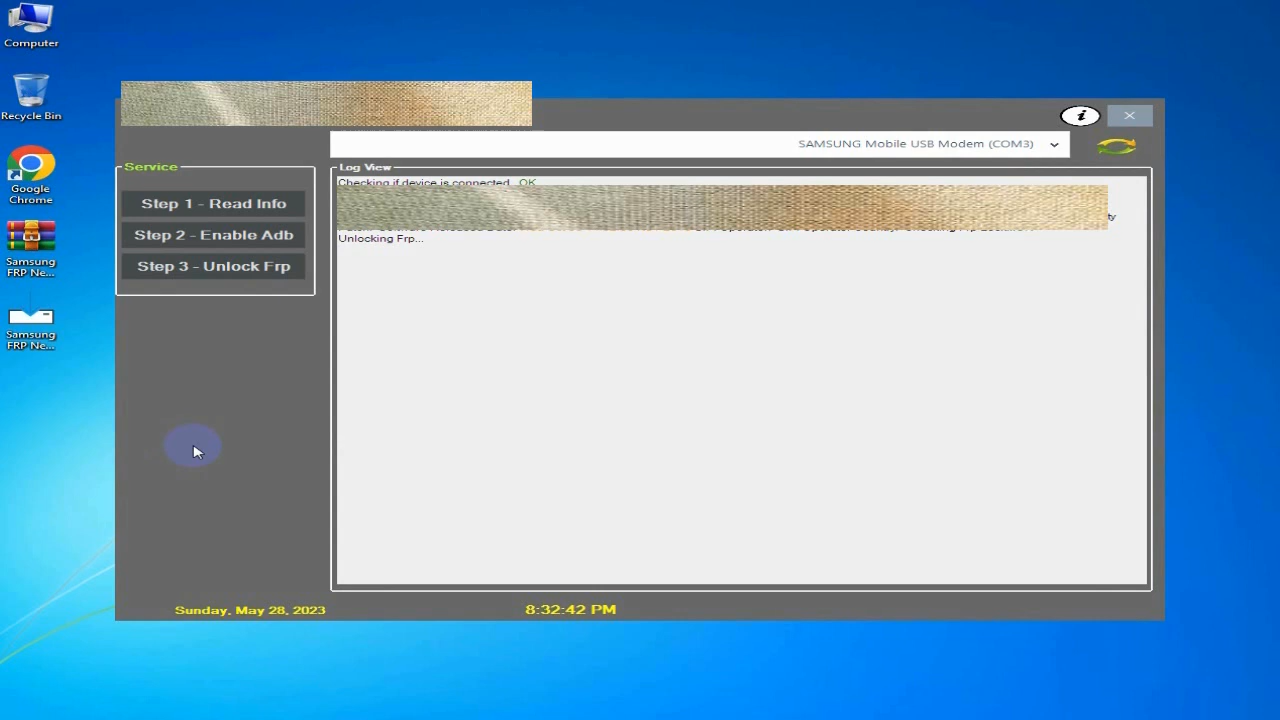 Computer
Recycle Bin
Google
Chrome
Samsung
FRP Ne...
Samsung
FRP Ne...
i
SAMSUNG Mobile USB Modem (COM3)
Service
Step 1 - Read Info
Step 2 - Enable Adb
Step 3 - Unlock Frp
Log View
Checking if device is connected...OK
ty
Unlocking Frp...
Sunday, May 28, 2023
8:32:42 PM